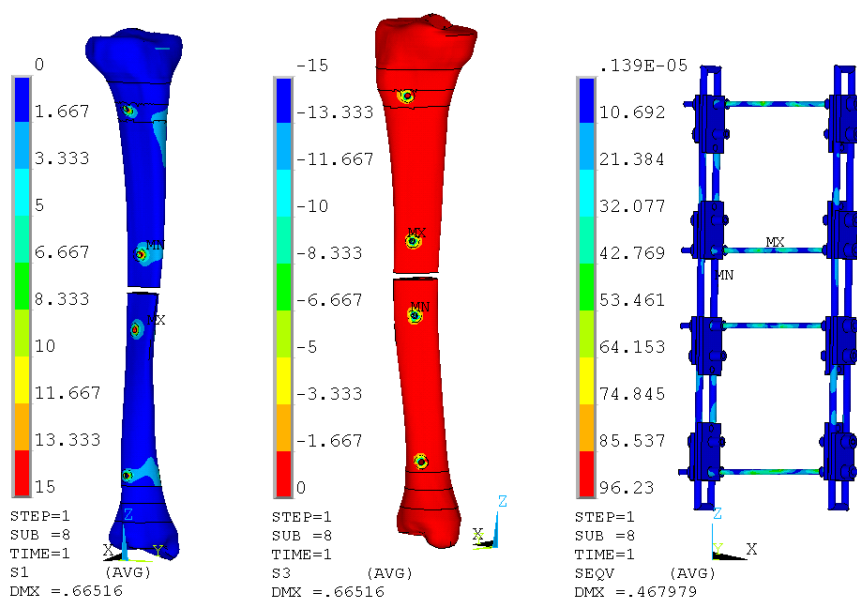 0
1.667
3.333
5
6.667
8.333
10
11.667
13.333
15
MN
MX
STEP=1
SUB =8
TIME=1
S1 (AVG)
DMX =.66516
Z
X
Y
-15
-13.333
-11.667
-10
-8.333
-6.667
-5
-3.333
-1.667
0
MX
MN
STEP=1
SUB =8
TIME=1
S3 (AVG)
DMX =.66516
Z
X
.139E-05
10.692
21.384
32.077
42.769
53.461
64.153
74.845
85.537
96.23
MX
MN
STEP=1
SUB =8
TIME=1
SEQV (AVG)
DMX =.467979
Z
Y
X